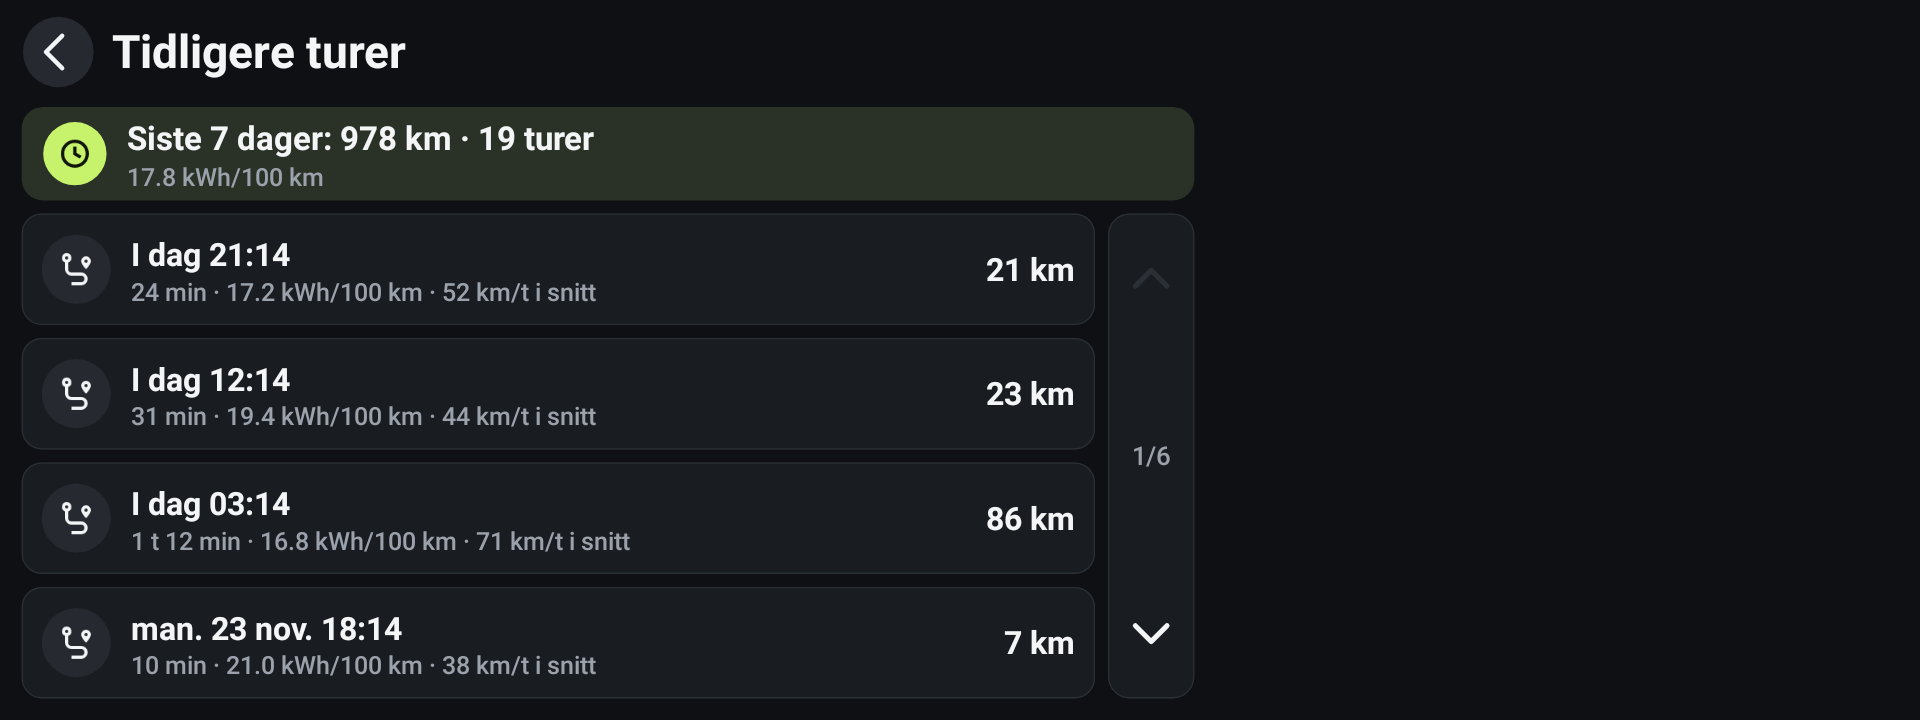 Tidligere turer
Siste 7 dager: 978 km · 19 turer
17.8 kWh/100 km
I dag 21:14
24 min · 17.2 kWh/100 km · 52 km/t i snitt
21 km
I dag 12:14
31 min · 19.4 kWh/100 km · 44 km/t i snitt
23 km
I dag 03:14
1 t 12 min · 16.8 kWh/100 km · 71 km/t i snitt
86 km
man. 23 nov. 18:14
10 min · 21.0 kWh/100 km · 38 km/t i snitt
7 km
1/6